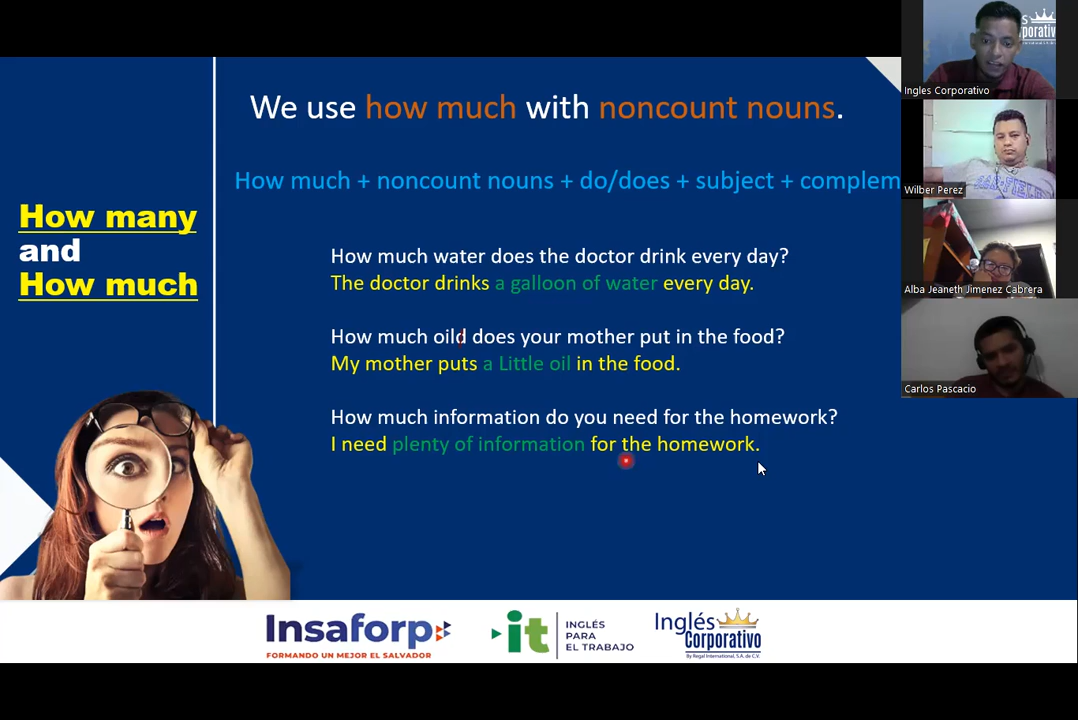 We use how much with noncount nouns.
How much + noncount nouns + do/does + subject + complem
How many
and
How much
How much water does the doctor drink every day?
The doctor drinks a galloon of water every day.
How much oild does your mother put in the food?
My mother puts a Little oil in the food.
How much information do you need for the homework?
I need plenty of information for the homework.
Insaforp
FORMANDO UN MEJOR EL SALVADOR
it
INGLÉS
PARA
EL TRABAJO
Inglés
Corporativo
By Regal International, S.A. de C.V.
Ingles Corporativo
Wilber Perez
Alba Jeaneth Jimenez Cabrera
Carlos Pascacio